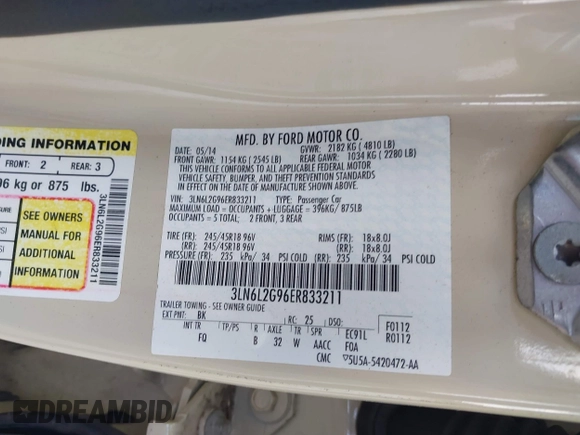 DING INFORMATION
FRONT: 2 REAR: 3
96 kg or 875 lbs.
SEE OWNERS
MANUAL FOR
ADDITIONAL
INFORMATION
3LN6L2G96ER833211
MFD. BY FORD MOTOR CO.
DATE: 05/14 GVWR: 2182 KG ( 4810 LB)
FRONT GAWR: 1154 KG ( 2545 LB) REAR GAWR: 1034 KG ( 2280 LB)
THIS VEHICLE CONFORMS TO ALL APPLICABLE FEDERAL MOTOR
VEHICLE SAFETY, BUMPER, AND THEFT PREVENTION STANDARDS
IN EFFECT ON THE DATE OF MANUFACTURE SHOWN ABOVE.
VIN: 3LN6L2G96ER833211 TYPE: Passenger Car
MAXIMUM LOAD = OCCUPANTS + LUGGAGE = 396KG/875LB
OCCUPANTS = 5 TOTAL: 2 FRONT, 3 REAR
TIRE (FR): 245/45R18 96V RIMS (FR): 18x8.0J
(RR): 245/45R18 96V (RR): 18x8.0J
PRESSURE (FR): 235 kPa/ 34 PSI COLD (RR): 235 kPa/ 34 PSI COLD
3LN6L2G96ER833211
TRAILER TOWING - SEE OWNER GUIDE
EXT PNT: BK RC: 25 DSO:
INT TR TP/PS R AXLE TR SPR EC91L F0112
FQ B 32 W AACC FOA R0112
CMC 5U5A-5420472-AA
DREAMBID